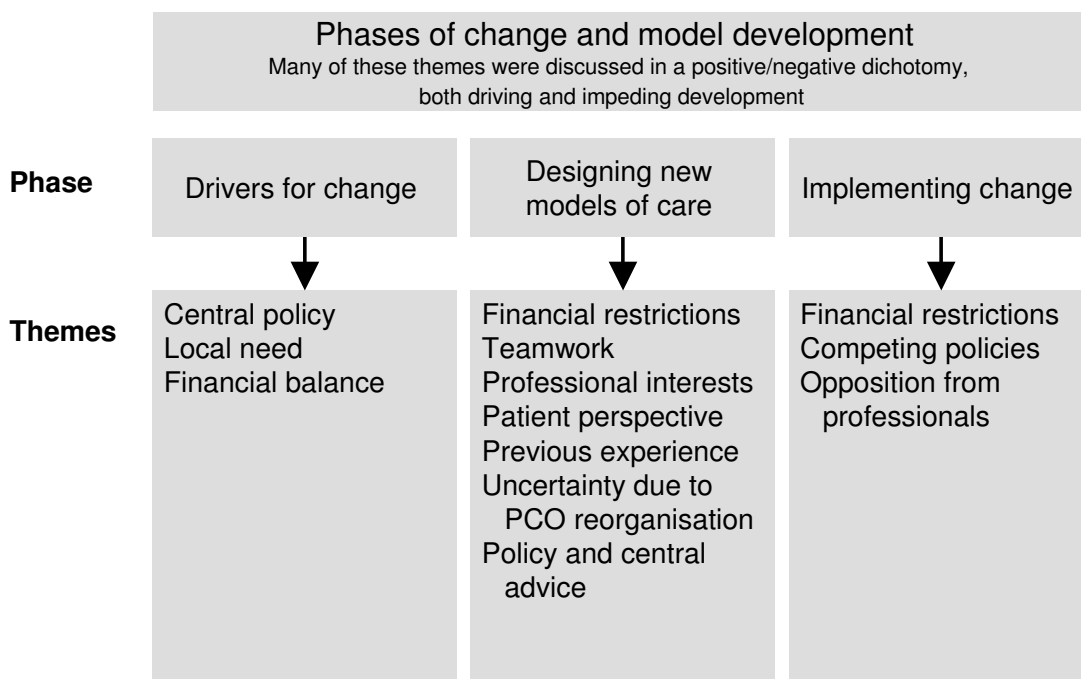 Phases of change and model development
Many of these themes were discussed in a positive/negative dichotomy,
both driving and impeding development
Phase
Drivers for change
Designing new
models of care
Implementing change
Themes
Central policy
Local need
Financial balance
Financial restrictions
Teamwork
Professional interests
Patient perspective
Previous experience
Uncertainty due to
PCO reorganisation
Policy and central
advice
Financial restrictions
Competing policies
Opposition from
professionals